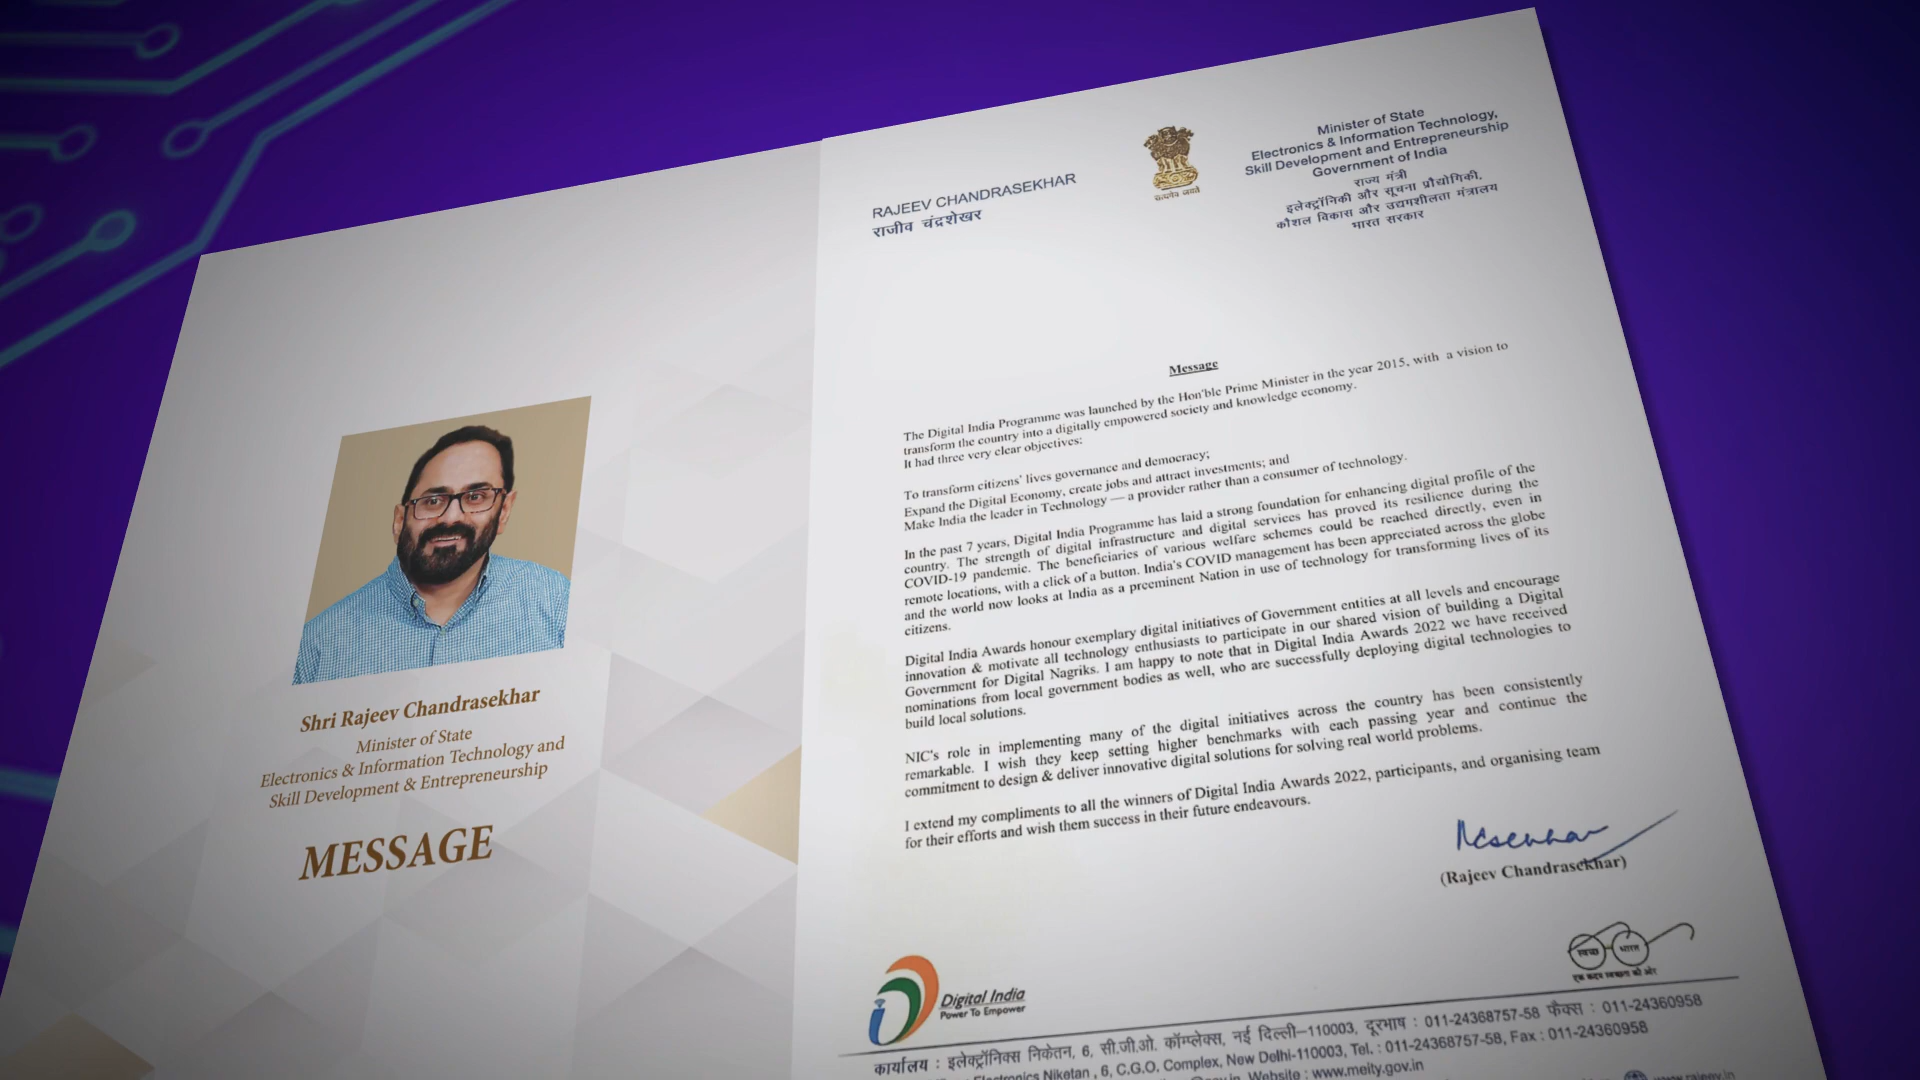 Shri Rajeev Chandrasekhar
Minister of State
Electronics & Information Technology and
Skill Development & Entrepreneurship
MESSAGE
RAJEEV CHANDRASEKHAR
राजीव चंद्रशेखर
सत्यमेव जयते
Minister of State
Electronics & Information Technology,
Skill Development and Entrepreneurship
Government of India
राज्य मंत्री
इलेक्ट्रॉनिकी और सूचना प्रौद्योगिकी,
कौशल विकास और उद्यमशीलता मंत्रालय
भारत सरकार
Message
The Digital India Programme was launched by the Hon'ble Prime Minister in the year 2015, with a vision to
transform the country into a digitally empowered society and knowledge economy.
It had three very clear objectives:
To transform citizens' lives governance and democracy;
Expand the Digital Economy, create jobs and attract investments; and
Make India the leader in Technology — a provider rather than a consumer of technology.
In the past 7 years, Digital India Programme has laid a strong foundation for enhancing digital profile of the
country. The strength of digital infrastructure and digital services has proved its resilience during the
COVID-19 pandemic. The beneficiaries of various welfare schemes could be reached directly, even in
remote locations, with a click of a button. India's COVID management has been appreciated across the globe
and the world now looks at India as a preeminent Nation in use of technology for transforming lives of its
citizens.
Digital India Awards honour exemplary digital initiatives of Government entities at all levels and encourage
innovation & motivate all technology enthusiasts to participate in our shared vision of building a Digital
Government for Digital Nagriks. I am happy to note that in Digital India Awards 2022 we have received
nominations from local government bodies as well, who are successfully deploying digital technologies to
build local solutions.
NIC's role in implementing many of the digital initiatives across the country has been consistently
remarkable. I wish they keep setting higher benchmarks with each passing year and continue the
commitment to design & deliver innovative digital solutions for solving real world problems.
I extend my compliments to all the winners of Digital India Awards 2022, participants, and organising team
for their efforts and wish them success in their future endeavours.
(Rajeev Chandrasekhar)
स्वच्छ भारत
एक कदम स्वच्छता की ओर
Digital India
Power To Empower
कार्यालय : इलेक्ट्रॉनिक्स निकेतन, 6, सी.जी.ओ. कॉम्प्लेक्स, नई दिल्ली–110003, दूरभाष : 011-24368757-58 फैक्स : 011-24360958
Electronics Niketan , 6, C.G.O. Complex, New Delhi-110003, Tel. : 011-24368757-58, Fax : 011-24360958
Website : www.meity.gov.in